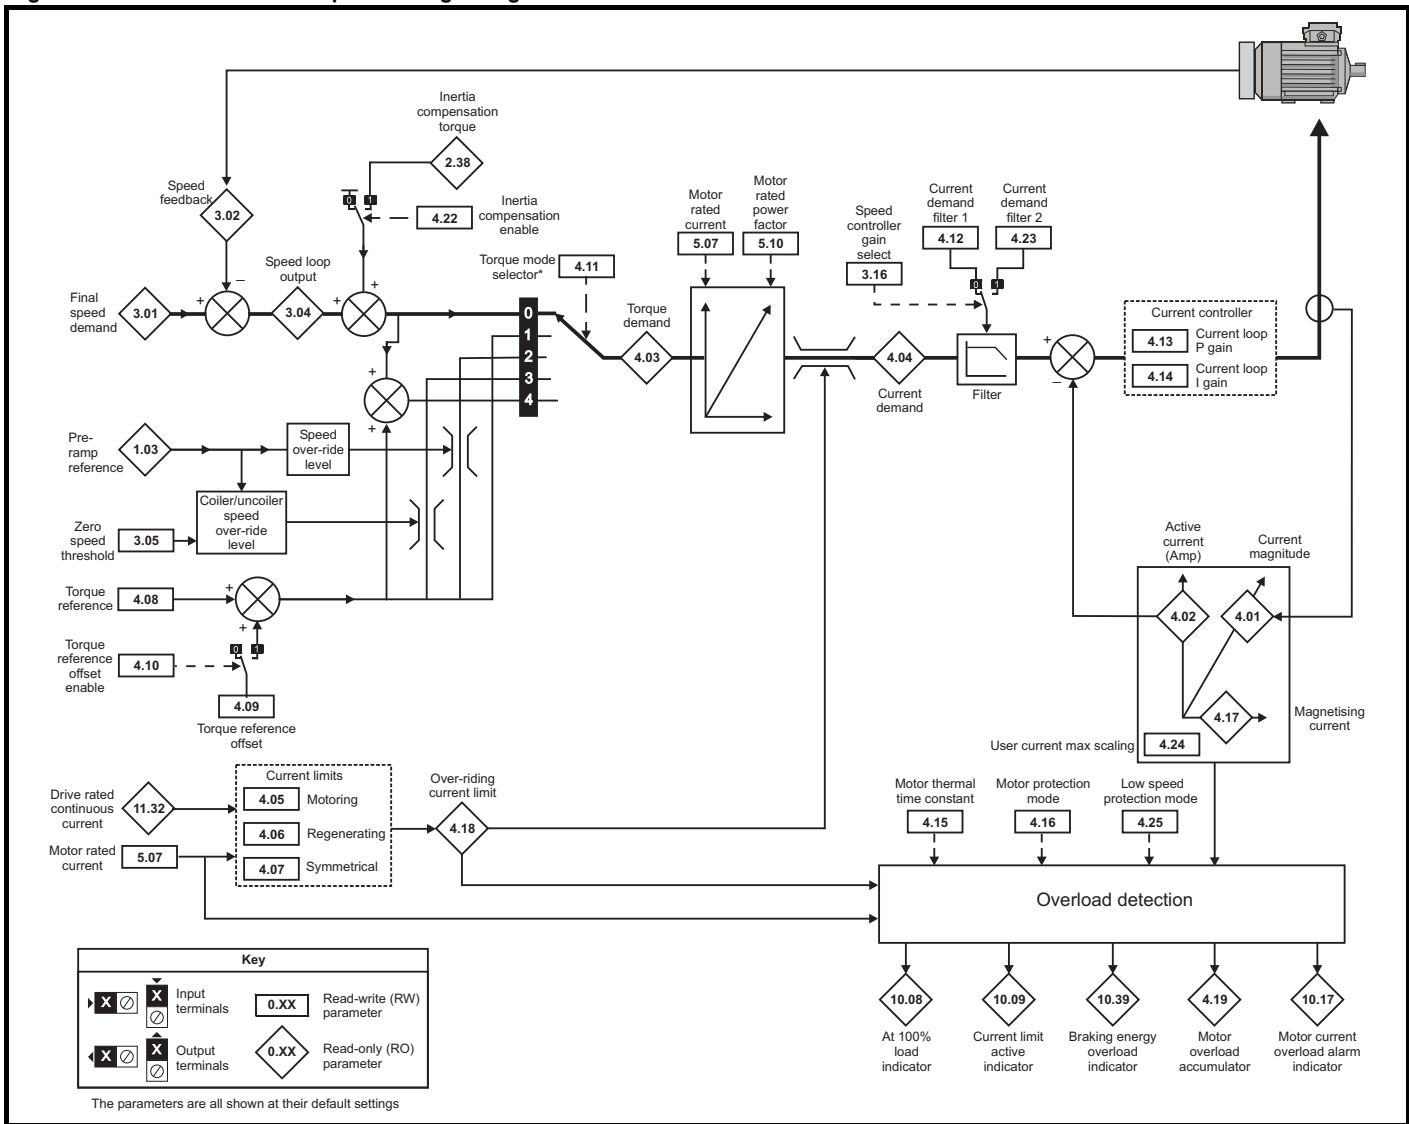 Inertia
compensation
torque
2.38
Speed
feedback
3.02
0 1
4.22
Inertia
compensation
enable
Motor
rated
current
5.07
Motor
rated
power
factor
5.10
Speed
controller
gain
select
3.16
Current
demand
filter 1
4.12
Current
demand
filter 2
4.23
0 1
Speed loop
output
3.04
Torque mode
selector*
4.11
Final
speed
demand
3.01
+
–
+
+
0
1
2
3
4
Torque
demand
4.03
4.04
Current
demand
Filter
+
–
Current controller
4.13
Current loop
P gain
4.14
Current loop
I gain
+
+
Pre-
ramp
reference
1.03
Speed
over-ride
level
Coiler/uncoiler
speed
over-ride
level
Zero
speed
threshold
3.05
Torque
reference
4.08
+
+
Torque
reference
offset
enable
4.10
0 1
4.09
Torque reference
offset
Active
current
(Amp)
Current
magnitude
4.02
4.01
4.17
Magnetising
current
User current max scaling
4.24
Drive rated
continuous
current
11.32
Motor rated
current
5.07
Current limits
4.05
Motoring
4.06
Regenerating
4.07
Symmetrical
Over-riding
current limit
4.18
Motor thermal
time constant
4.15
Motor protection
mode
4.16
Low speed
protection mode
4.25
Overload detection
10.08
At 100%
load
indicator
10.09
Current limit
active
indicator
10.39
Braking energy
overload
indicator
4.19
Motor
overload
accumulator
10.17
Motor current
overload alarm
indicator
Key
X X
Input
terminals
0.XX
Read-write (RW)
parameter
X X
Output
terminals
0.XX
Read-only (RO)
parameter
The parameters are all shown at their default settings